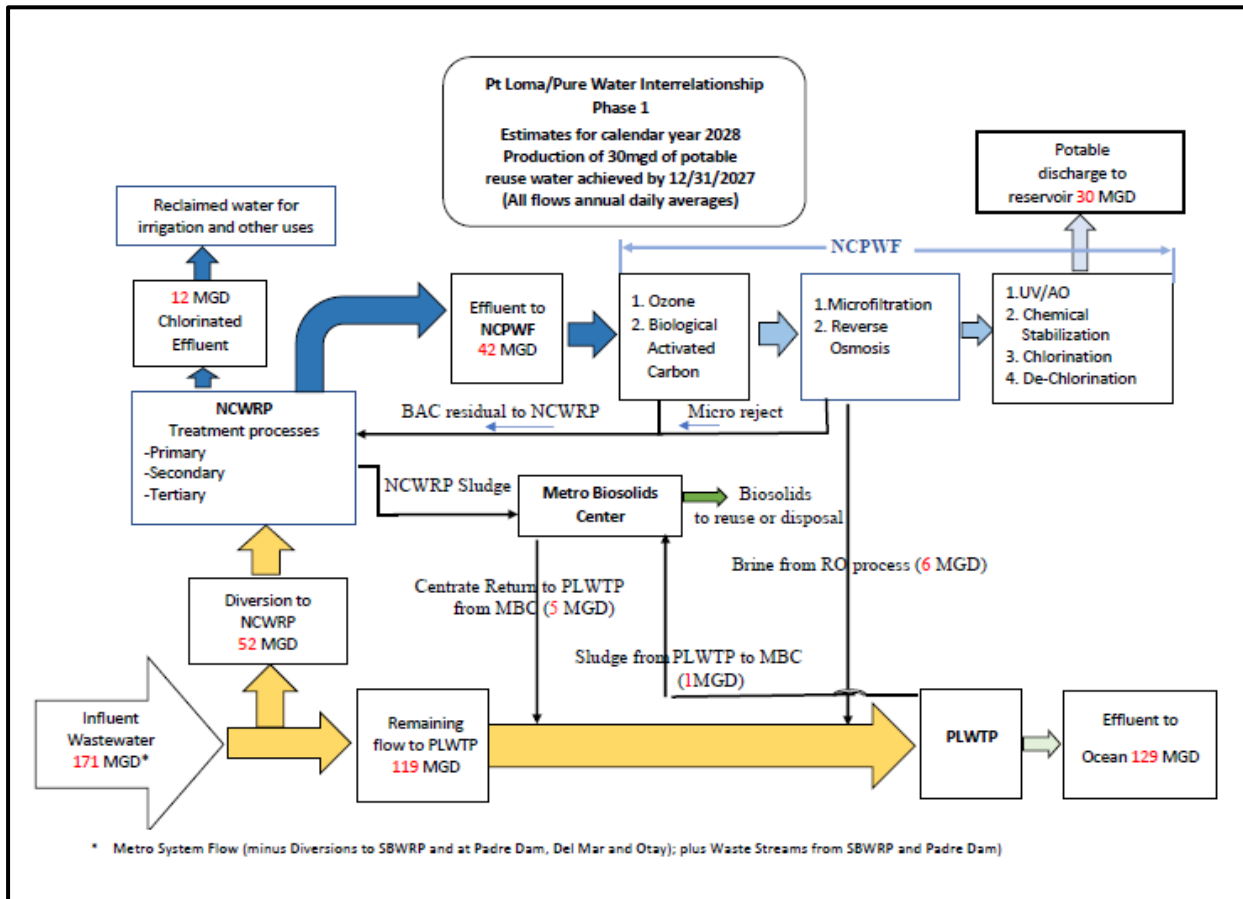 Pt Loma/Pure Water Interrelationship
Phase 1
Estimates for calendar year 2028
Production of 30mgd of potable
reuse water achieved by 12/31/2027
(All flows annual daily averages)
Potable
discharge to
reservoir 30 MGD
Reclaimed water for
irrigation and other uses
NCPWF
12 MGD
Chlorinated
Effluent
Effluent to
NCPWF
42 MGD
1. Ozone
2. Biological
Activated
Carbon
1.Microfiltration
2. Reverse
Osmosis
1.UV/AO
2. Chemical
Stabilization
3. Chlorination
4. De-Chlorination
NCWRP
Treatment processes
-Primary
-Secondary
-Tertiary
BAC residual to NCWRP
Micro reject
NCWRP Sludge
Metro Biosolids
Center
Biosolids
to reuse or disposal
Brine from RO process (6 MGD)
Centrate Return to PLWTP
from MBC (5 MGD)
Diversion to
NCWRP
52 MGD
Sludge from PLWTP to MBC
(1MGD)
Influent
Wastewater
171 MGD*
Remaining
flow to PLWTP
119 MGD
PLWTP
Effluent to
Ocean 129 MGD
* Metro System Flow (minus Diversions to SBWRP and at Padre Dam, Del Mar and Otay); plus Waste Streams from SBWRP and Padre Dam)